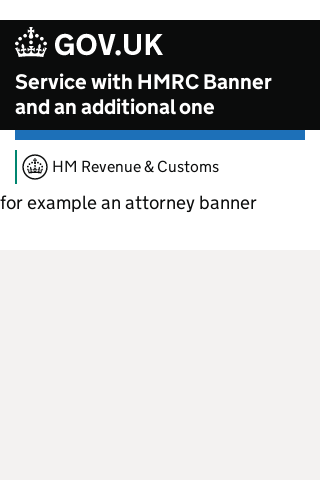 GOV.UK
Service with HMRC Banner
and an additional one
HM Revenue & Customs
for example an attorney banner